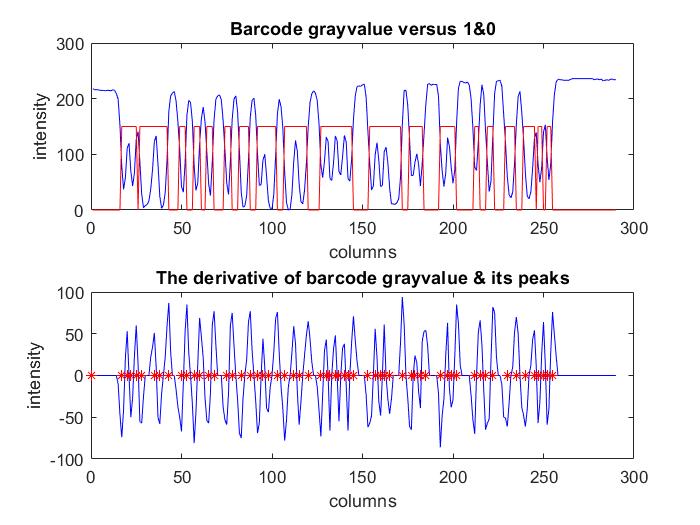 Barcode grayvalue versus 1&0
300
200
100
0
intensity
0 50 100 150 200 250 300
columns
The derivative of barcode grayvalue & its peaks
100
50
0
-50
-100
intensity
0 50 100 150 200 250 300
columns